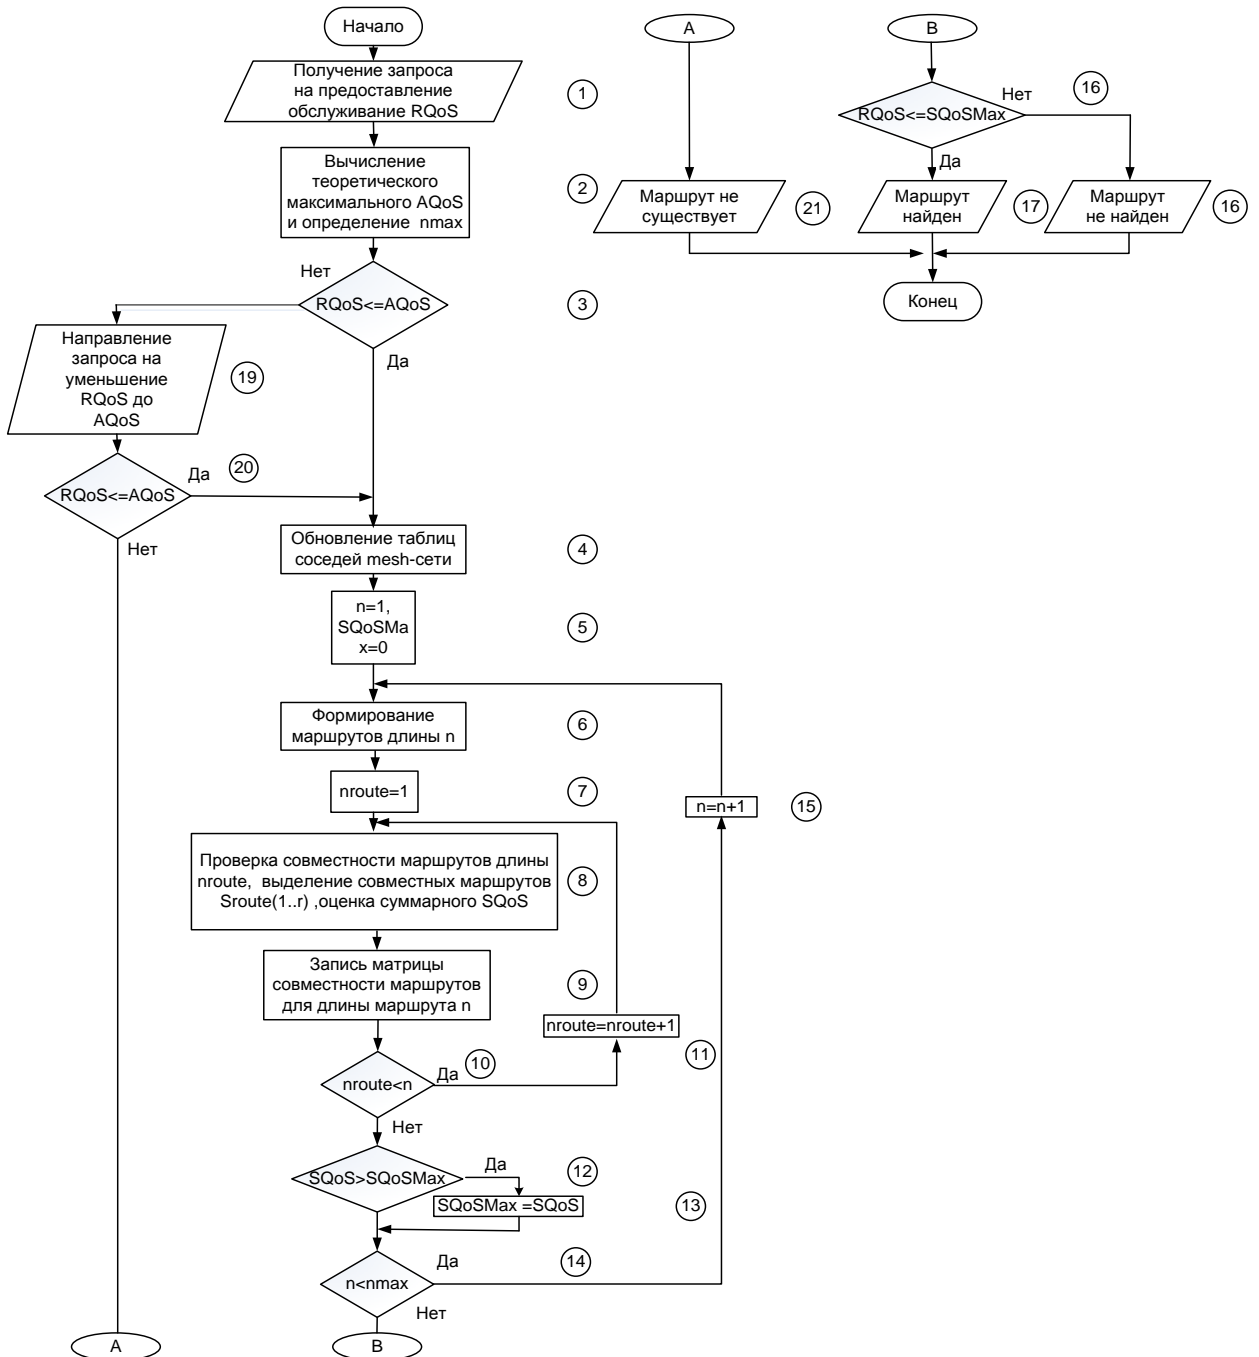 Начало
Получение запроса
на предоставление
обслуживание RQoS
1
Вычисление
теоретического
максимального AQoS
и определение nmax
2
Нет
RQoS<=AQoS
3
Да
Направление
запроса на
уменьшение
RQoS до
AQoS
19
RQoS<=AQoS
Да
20
Нет
Обновление таблиц
соседей mesh-сети
4
n=1,
SQoSMa
x=0
5
Формирование
маршрутов длины n
6
nroute=1
7
n=n+1
15
Проверка совместности маршрутов длины
nroute, выделение совместных маршрутов
Sroute(1..r) ,оценка суммарного SQoS
8
Запись матрицы
совместности маршрутов
для длины маршрута n
9
nroute=nroute+1
11
nroute<n
Да
10
Нет
SQoS>SQoSMax
Да
12
SQoSMax =SQoS
13
n<nmax
Да
14
Нет
A
B
A
Маршрут не
существует
21
B
RQoS<=SQoSMax
Нет
16
Да
Маршрут
найден
17
Маршрут
не найден
16
Конец